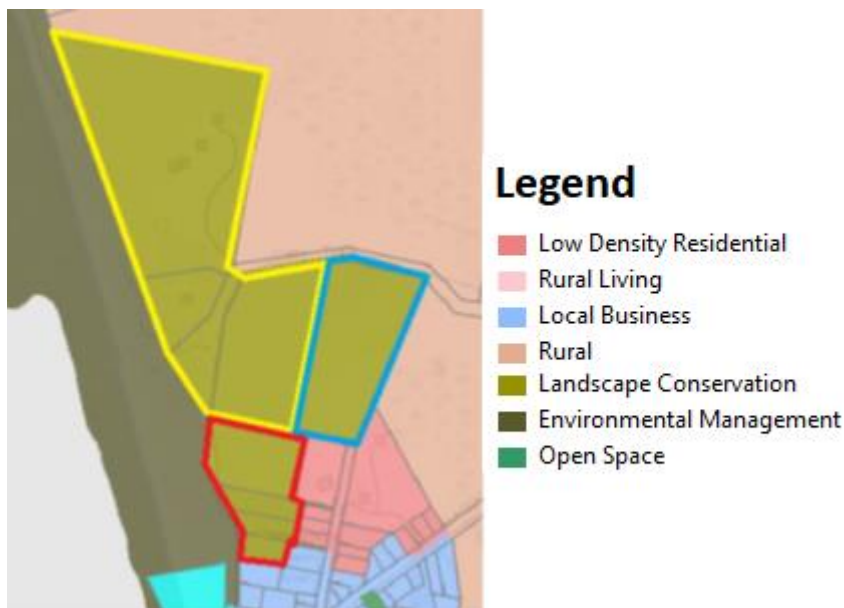 Legend
Low Density Residential
Rural Living
Local Business
Rural
Landscape Conservation
Environmental Management
Open Space